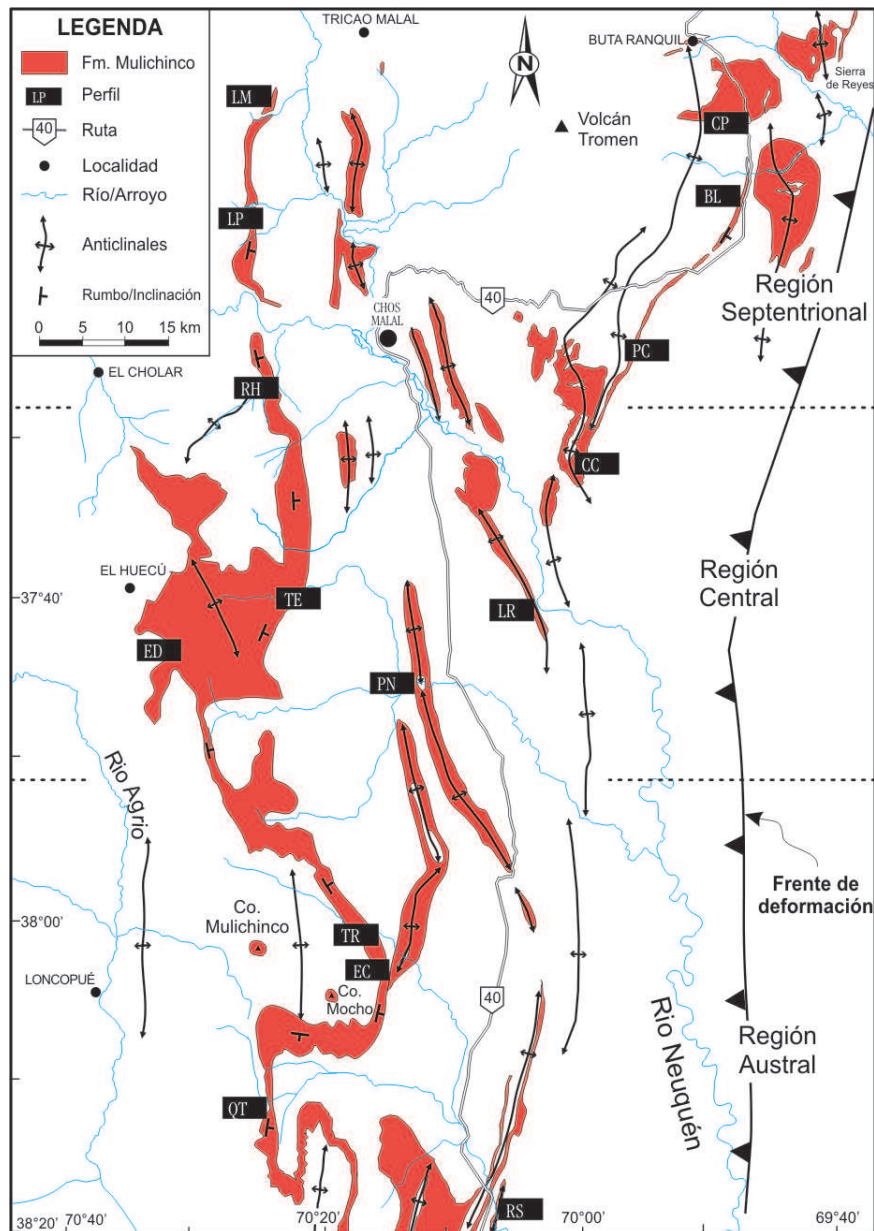 LEGENDA
Fm. Mulichinco
LP Perfil
40 Ruta
Localidad
Río/Arroyo
Anticlinales
Rumbo/Inclinación
0 5 10 15 km
TRICAO MALAL
N
BUTA RANQUIL
Sierra
de Reyes
LM
Volcán
Tromen
CP
BL
LP
Región
Septentrional
40
CHOS
MALAL
PC
EL CHOLAR
RH
CC
EL HUECÚ
Región
Central
37°40'
TE
LR
ED
PN
Rio Agrio
Frente de
deformación
38°00'
Co.
Mulichinco
TR
EC
LONCOPUÉ
Co.
Mocho
40
Rio Neuquén
Región
Austral
QT
RS
38°20'
70°40'
70°20'
70°00'
69°40'